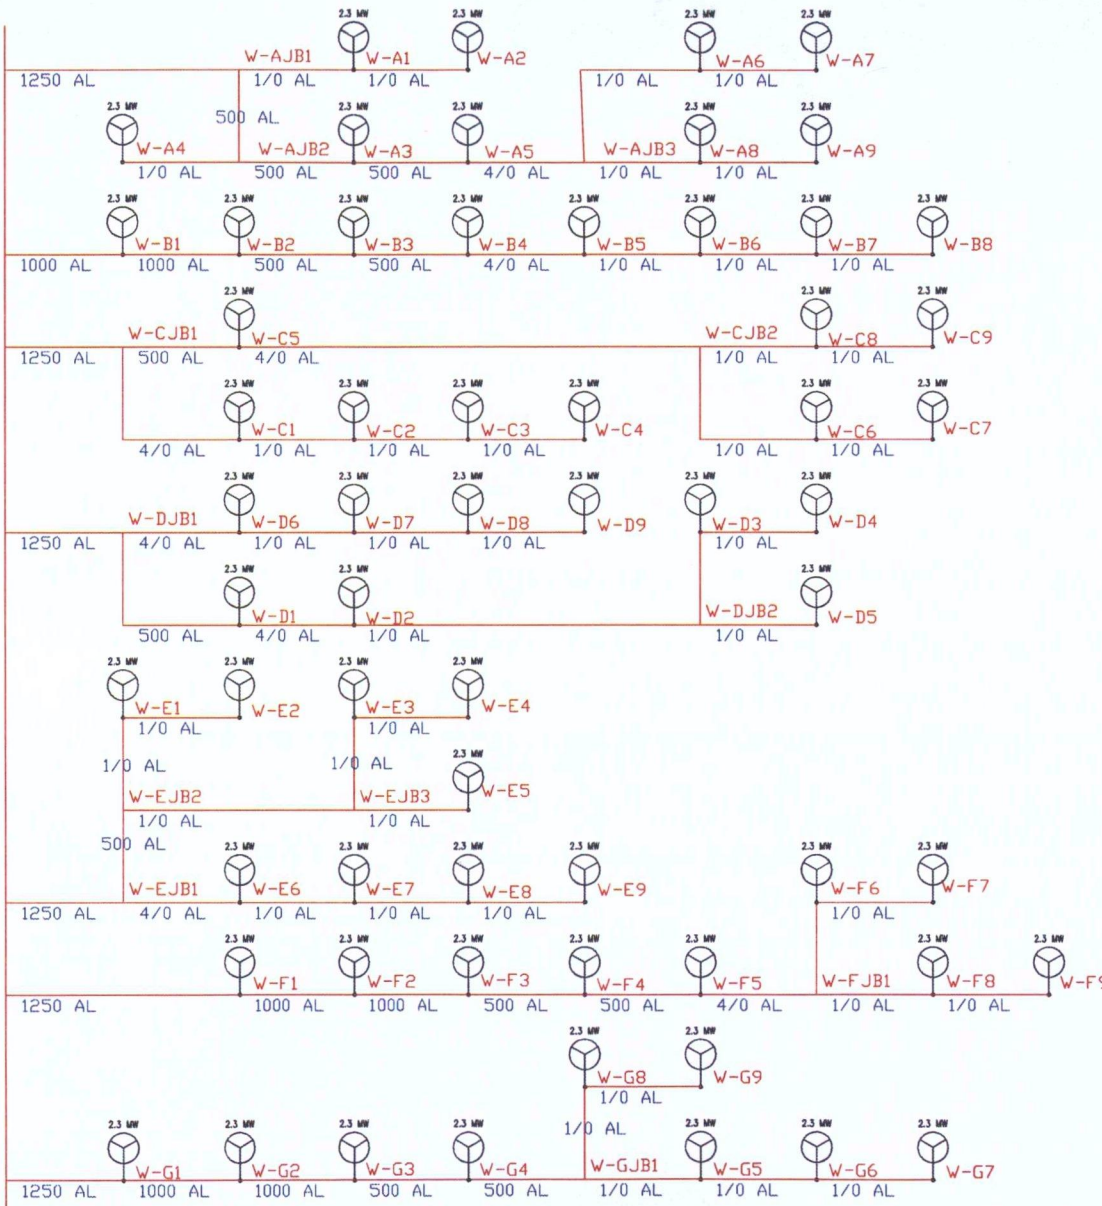 2.3 MW 2.3 MW 2.3 MW 2.3 MW
W-AJB1 W-A1 W-A2 W-A6 W-A7
1250 AL 1/0 AL 1/0 AL 1/0 AL 1/0 AL
2.3 MW 500 AL 2.3 MW 2.3 MW 2.3 MW 2.3 MW
W-A4 W-AJB2 W-A3 W-A5 W-AJB3 W-A8 W-A9
1/0 AL 500 AL 500 AL 4/0 AL 1/0 AL 1/0 AL
2.3 MW 2.3 MW 2.3 MW 2.3 MW 2.3 MW 2.3 MW 2.3 MW 2.3 MW
W-B1 W-B2 W-B3 W-B4 W-B5 W-B6 W-B7 W-B8
1000 AL 1000 AL 500 AL 500 AL 4/0 AL 1/0 AL 1/0 AL 1/0 AL
2.3 MW 2.3 MW 2.3 MW
W-CJB1 W-C5 W-CJB2 W-C8 W-C9
1250 AL 500 AL 4/0 AL 1/0 AL 1/0 AL
2.3 MW 2.3 MW 2.3 MW 2.3 MW 2.3 MW 2.3 MW
W-C1 W-C2 W-C3 W-C4 W-C6 W-C7
4/0 AL 1/0 AL 1/0 AL 1/0 AL 1/0 AL 1/0 AL
2.3 MW 2.3 MW 2.3 MW 2.3 MW 2.3 MW 2.3 MW
W-DJB1 W-D6 W-D7 W-D8 W-D9 W-D3 W-D4
1250 AL 4/0 AL 1/0 AL 1/0 AL 1/0 AL 1/0 AL
2.3 MW 2.3 MW 2.3 MW
W-D1 W-D2 W-DJB2 W-D5
500 AL 4/0 AL 1/0 AL 1/0 AL
2.3 MW 2.3 MW 2.3 MW 2.3 MW
W-E1 W-E2 W-E3 W-E4
1/0 AL 1/0 AL
2.3 MW
1/0 AL 1/0 AL
W-EJB2 W-EJB3 W-E5
1/0 AL 1/0 AL
500 AL
2.3 MW 2.3 MW 2.3 MW 2.3 MW 2.3 MW 2.3 MW
W-EJB1 W-E6 W-E7 W-E8 W-E9 W-F6 W-F7
1250 AL 4/0 AL 1/0 AL 1/0 AL 1/0 AL 1/0 AL
2.3 MW 2.3 MW 2.3 MW 2.3 MW 2.3 MW 2.3 MW 2.3 MW
W-F1 W-F2 W-F3 W-F4 W-F5 W-FJB1 W-F8 W-F9
1250 AL 1000 AL 1000 AL 500 AL 500 AL 4/0 AL 1/0 AL 1/0 AL
2.3 MW 2.3 MW
W-G8 W-G9
1/0 AL
1/0 AL
2.3 MW 2.3 MW 2.3 MW 2.3 MW 2.3 MW 2.3 MW 2.3 MW
W-G1 W-G2 W-G3 W-G4 W-GJB1 W-G5 W-G6 W-G7
1250 AL 1000 AL 1000 AL 500 AL 500 AL 1/0 AL 1/0 AL 1/0 AL